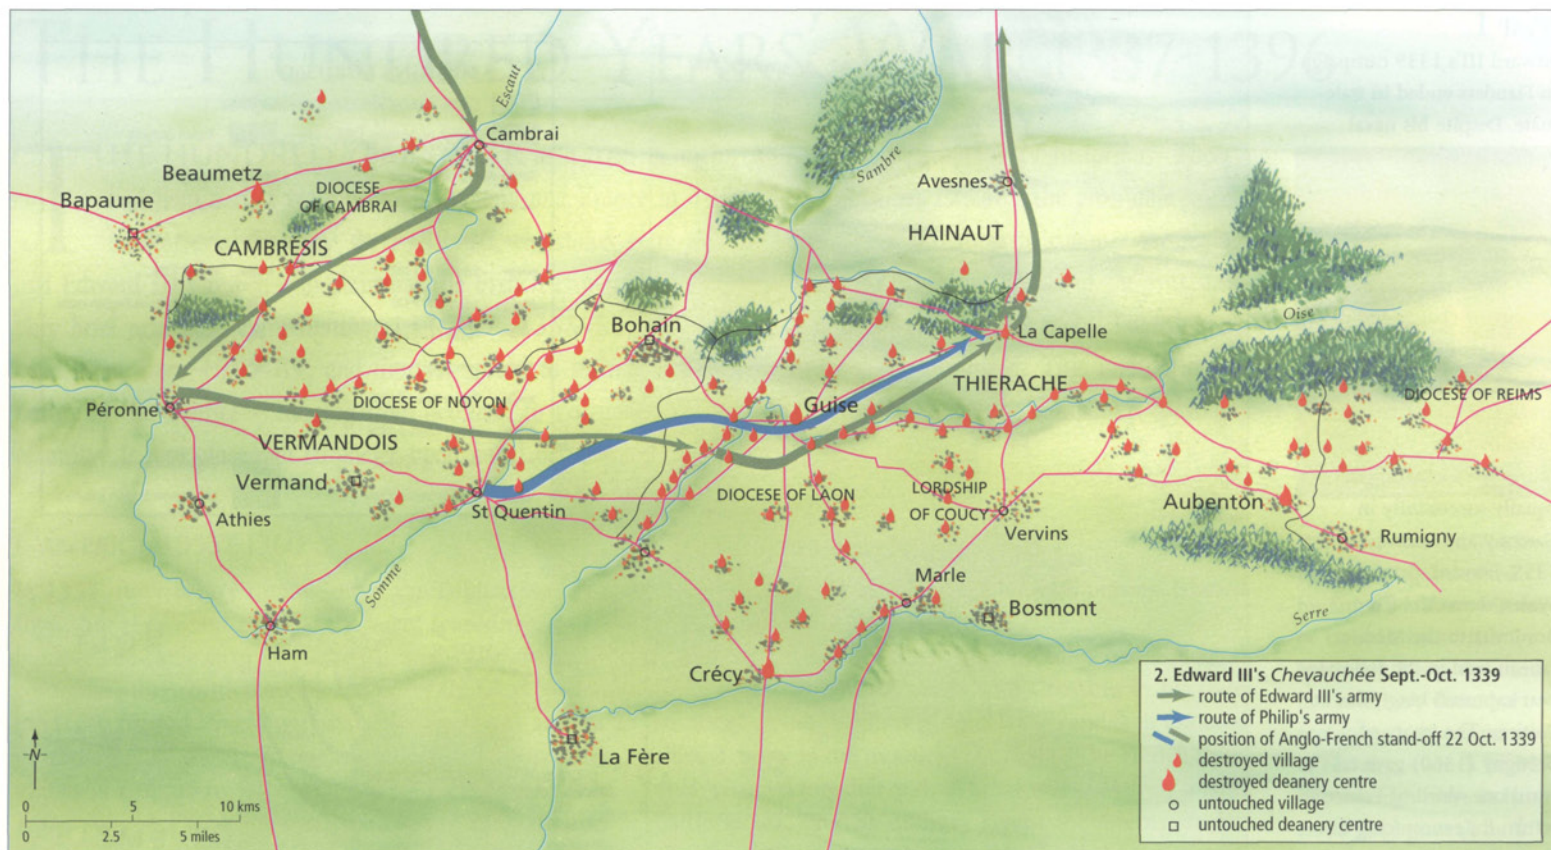 THE HUNDRED YEARS
Escaut
Cambrai
Sambre
Beaumetz
DIOCESE
OF CAMBRAI
Avesnes
Bapaume
CAMBRÉSIS
HAINAUT
Bohain
Oise
La Capelle
THIERACHE
Péronne
DIOCESE OF NOYON
Guise
DIOCESE OF REIMS
VERMANDOIS
Vermand
St Quentin
DIOCESE OF LAON
LORDSHIP
OF COUCY
Athies
Vervins
Aubenton
Rumigny
Somme
Marle
Bosmont
Serre
Ham
Crécy
La Fère
N
0 5 10 kms
0 2.5 5 miles
2. Edward III's Chevauchée Sept.-Oct. 1339
route of Edward III's army
route of Philip's army
position of Anglo-French stand-off 22 Oct. 1339
destroyed village
destroyed deanery centre
untouched village
untouched deanery centre